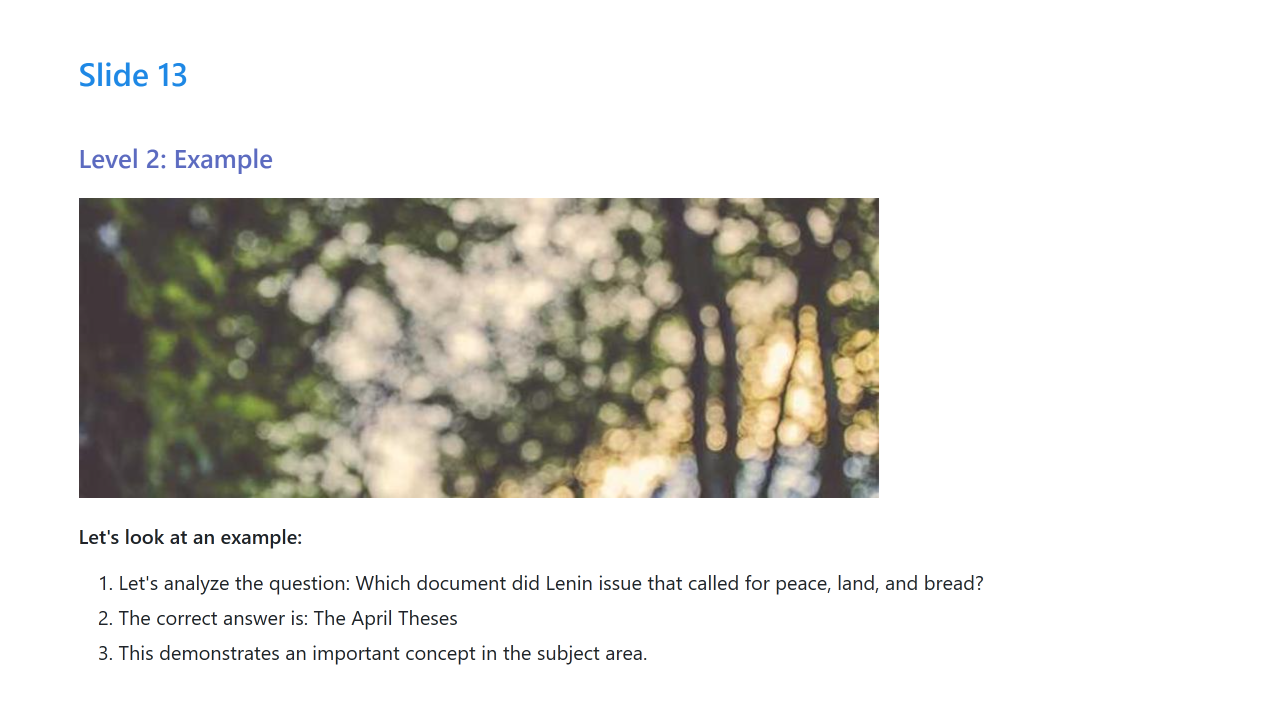 Slide 13
Level 2: Example
Let's look at an example:
1. Let's analyze the question: Which document did Lenin issue that called for peace, land, and bread?
2. The correct answer is: The April Theses
3. This demonstrates an important concept in the subject area.